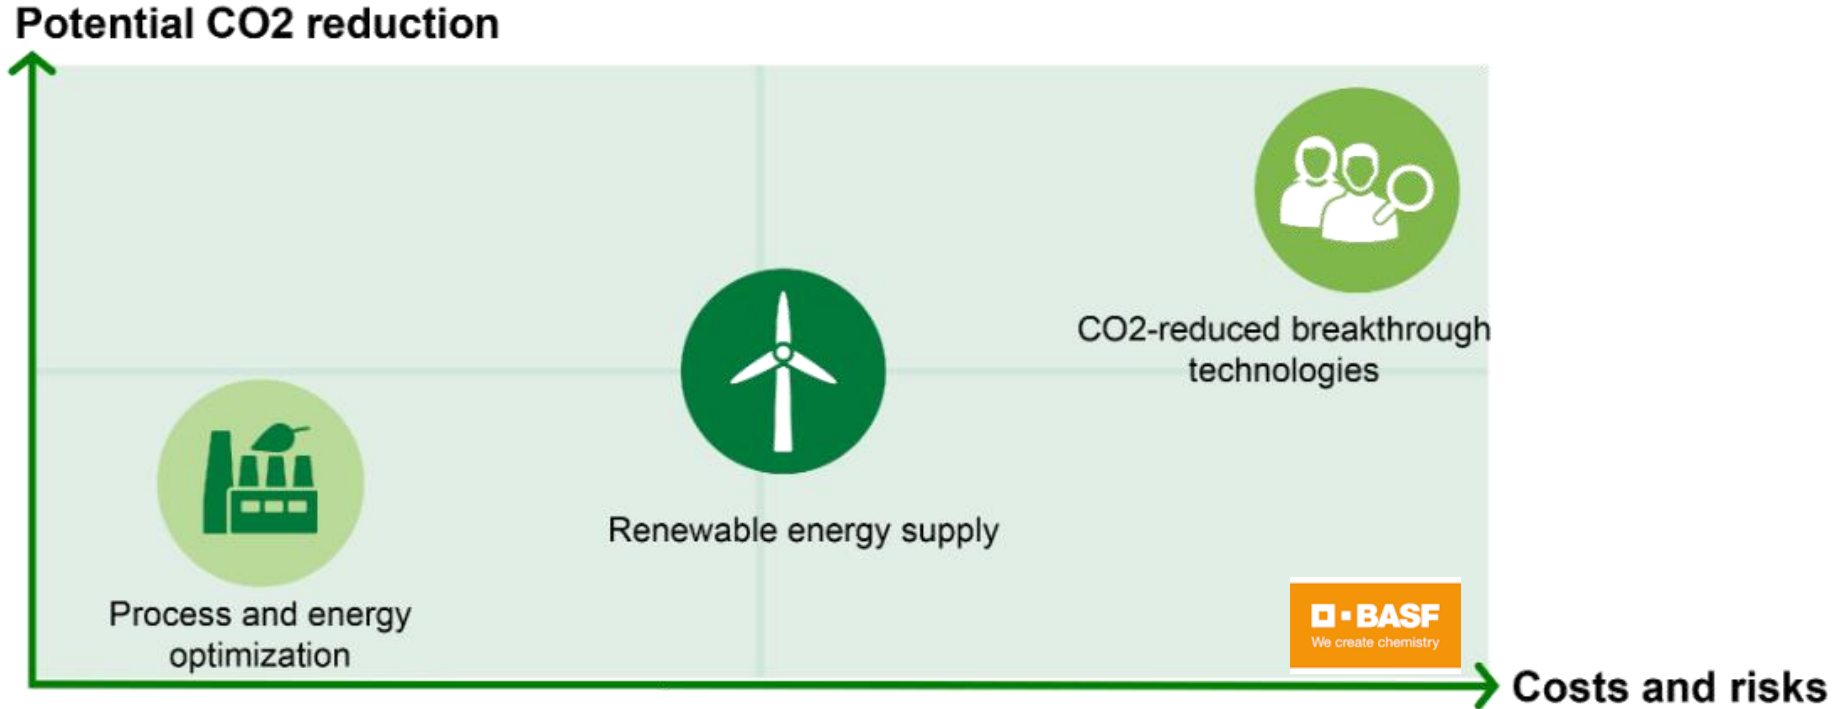 Potential CO2 reduction
CO2-reduced breakthrough
technologies
Renewable energy supply
Process and energy
optimization
BASF
We create chemistry
Costs and risks